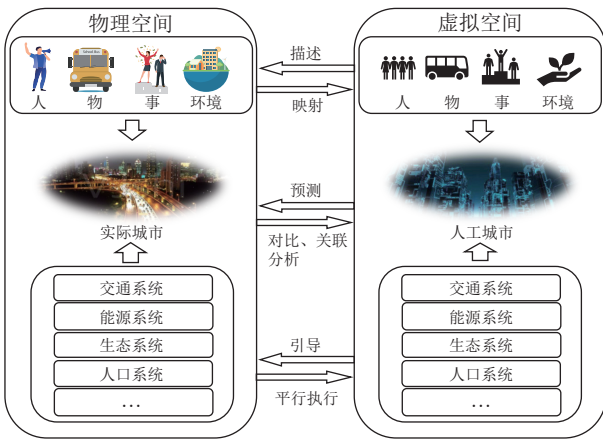 物理空间
School Bus
人 物 事 环境
实际城市
交通系统
能源系统
生态系统
人口系统
…
描述
映射
预测
对比、关联
分析
引导
平行执行
虚拟空间
人 物 事 环境
人工城市
交通系统
能源系统
生态系统
人口系统
…